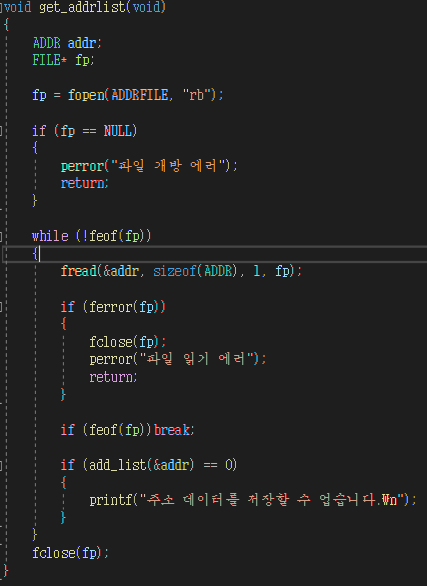 void get_addrlist(void)
{
ADDR addr;
FILE* fp;
fp = fopen(ADDRFILE, "rb");
if (fp == NULL)
{
perror("파일 개방 에러");
return;
}
while (!feof(fp))
{
fread(&addr, sizeof(ADDR), 1, fp);
if (ferror(fp))
{
fclose(fp);
perror("파일 읽기 에러");
return;
}
if (feof(fp))break;
if (add_list(&addr) == 0)
{
printf("주소 데이터를 저장할 수 없습니다.₩n");
}
}
fclose(fp);
}